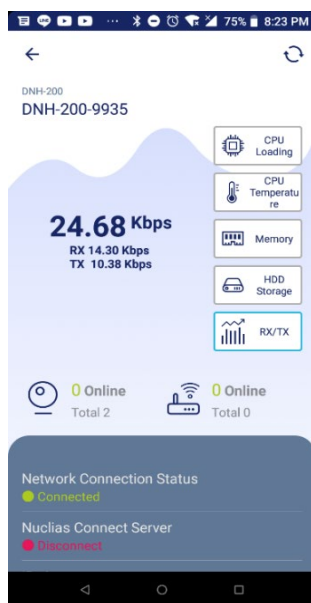 75% 8:23 PM
DNH-200
DNH-200-9935
CPU
Loading
CPU
Temperatu
re
24.68 Kbps
RX 14.30 Kbps
TX 10.38 Kbps
Memory
HDD
Storage
RX/TX
0 Online
Total 2
0 Online
Total 0
Network Connection Status
Connected
Nuclias Connect Server
Disconnect